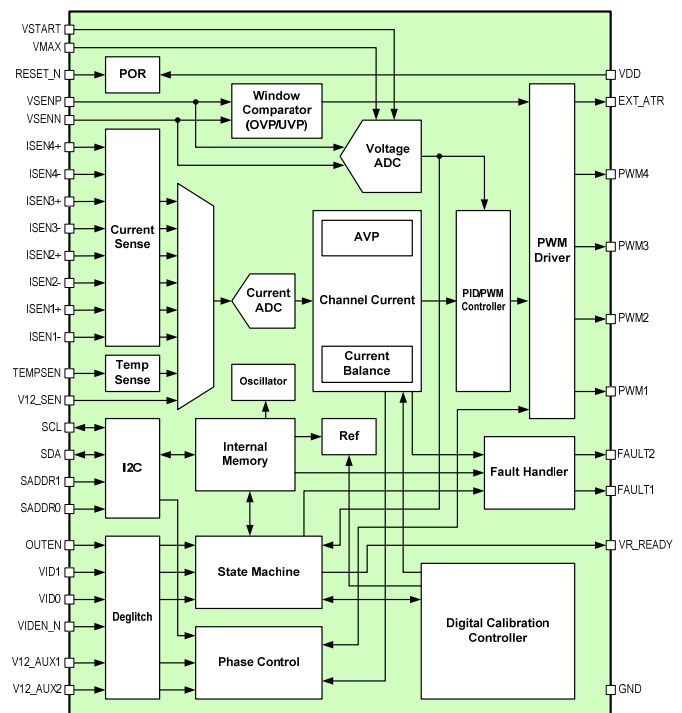 VSTART
VMAX
RESET_N
POR
VDD
VSENP
Window
Comparator
(OVP/UVP)
EXT_ATR
VSENN
Voltage
ADC
ISEN4+
ISEN4-
PWM4
ISEN3+
Current
Sense
AVP
PWM
Driver
ISEN3-
PWM3
ISEN2+
ISEN2-
Current
ADC
Channel Current
PID/PWM
Controller
ISEN1+
PWM2
ISEN1-
Current
Balance
TEMPSEN
Temp
Sense
Oscillator
PWM1
V12_SEN
SCL
Internal
Memory
Ref
SDA
I2C
Fault Handler
FAULT2
SADDR1
FAULT1
SADDR0
OUTEN
VR_READY
VID1
State Machine
VID0
Deglitch
Digital Calibration
Controller
VIDEN_N
V12_AUX1
Phase Control
V12_AUX2
GND